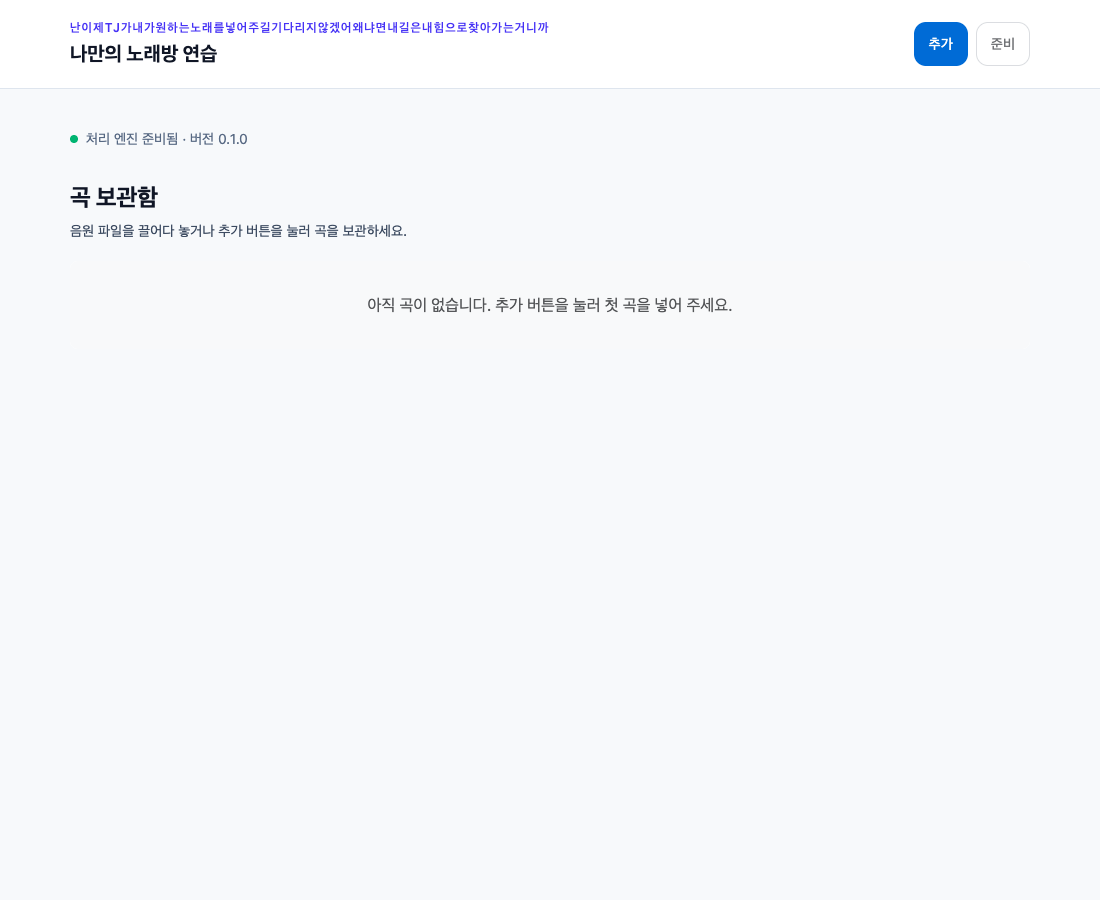 난이제TJ가내가원하는노래를넣어주길기다리지않겠어왜냐면내길은내힘으로찾아가는거니까
나만의 노래방 연습
추가
준비
처리 엔진 준비됨 · 버전 0.1.0
곡 보관함
음원 파일을 끌어다 놓거나 추가 버튼을 눌러 곡을 보관하세요.
아직 곡이 없습니다. 추가 버튼을 눌러 첫 곡을 넣어 주세요.